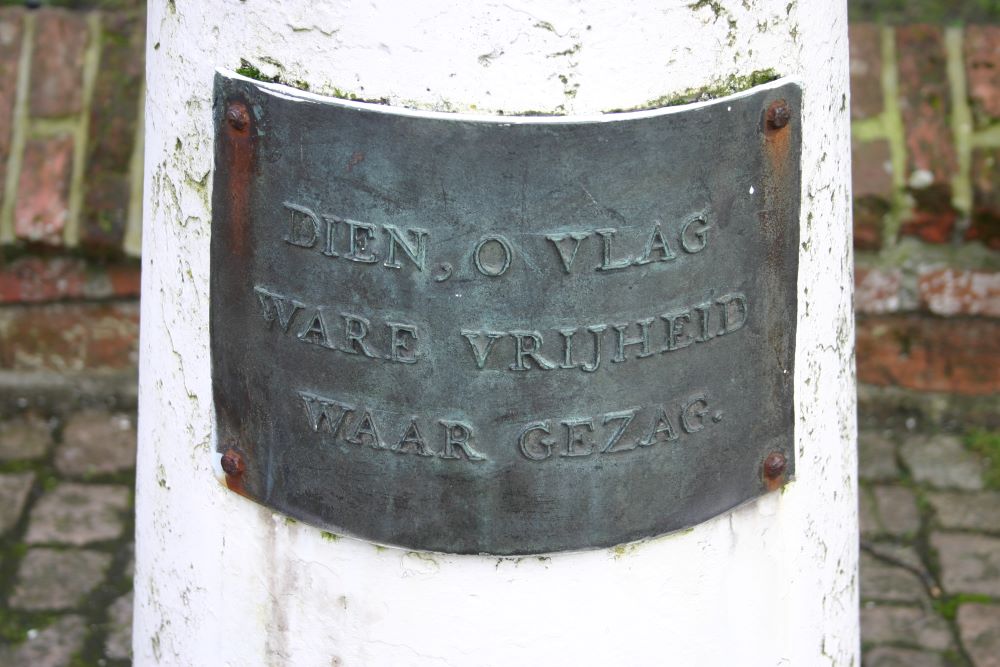 DIEN, O VLAG
WARE VRIJHEID
WAAR GEZAG.